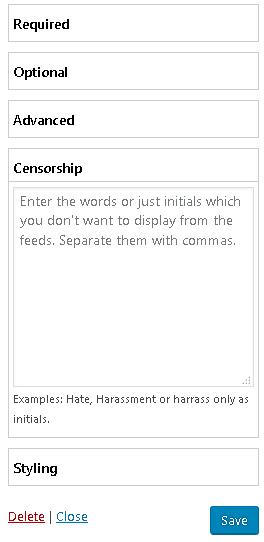 Required
Optional
Advanced
Censorship
Enter the words or just initials which
you don't want to display from the
feeds. Separate them with commas.
Examples: Hate, Harassment or harrass only as
initials.
Styling
Delete | Close
Save